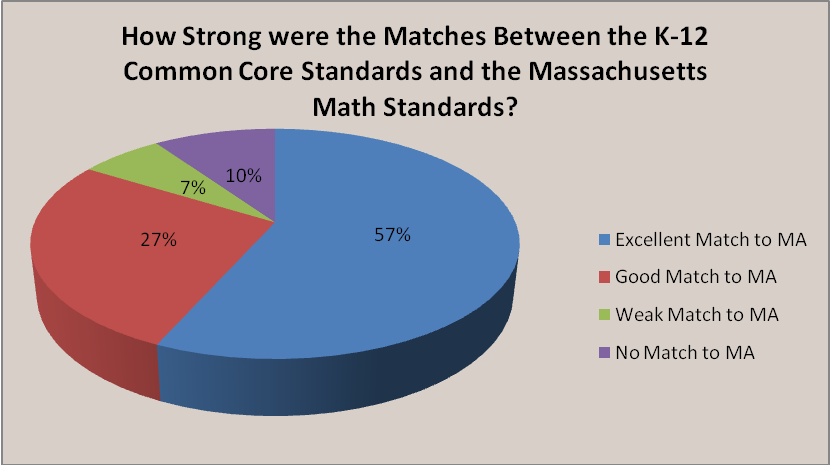 How Strong were the Matches Between the K-12
Common Core Standards and the Massachusetts
Math Standards?
10%
7%
57%
27%
Excellent Match to MA
Good Match to MA
Weak Match to MA
No Match to MA